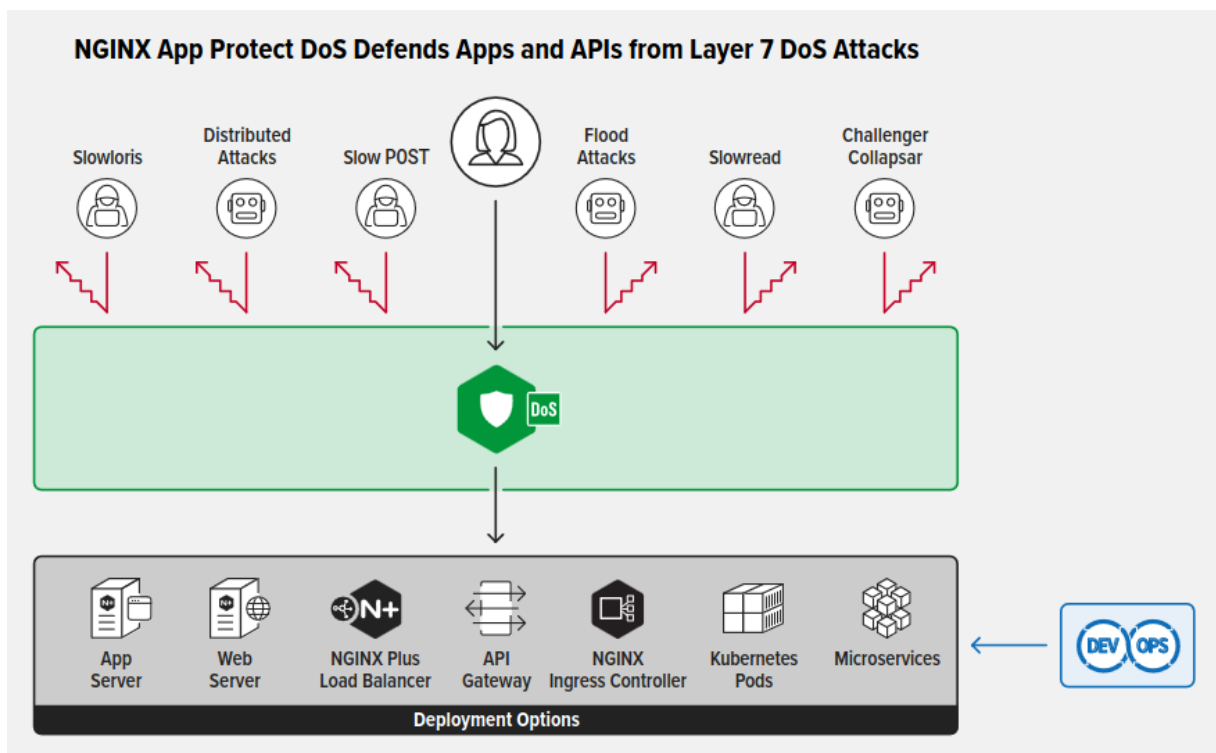 NGINX App Protect DoS Defends Apps and APIs from Layer 7 DoS Attacks
Slowloris
Distributed
Attacks
Slow POST
Flood
Attacks
Slowread
Challenger
Collapsar
DoS
N+
App
Server
N+
Web
Server
N+
NGINX Plus
Load Balancer
API
Gateway
NGINX
Ingress Controller
Kubernetes
Pods
Microservices
DEV OPS
Deployment Options